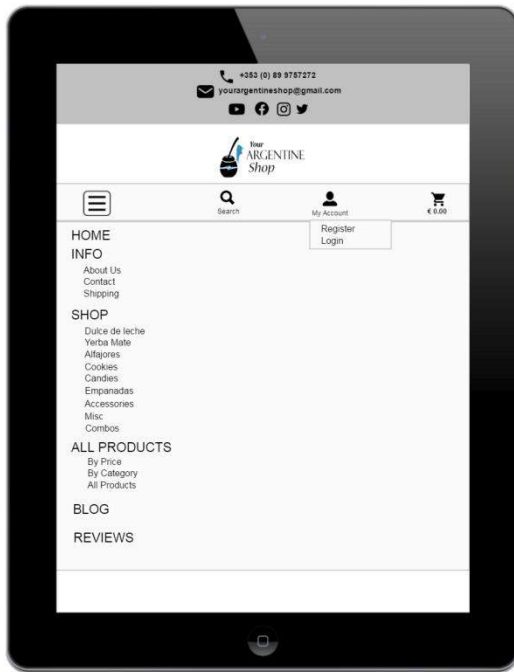 +353 (0) 89 9757272
yourargentineshop@gmail.com
Your
ARGENTINE
Shop
Search
My Account
€ 0.00
Register
Login
HOME
INFO
About Us
Contact
Shipping
SHOP
Dulce de leche
Yerba Mate
Alfajores
Cookies
Candies
Empanadas
Accessories
Misc
Combos
ALL PRODUCTS
By Price
By Category
All Products
BLOG
REVIEWS